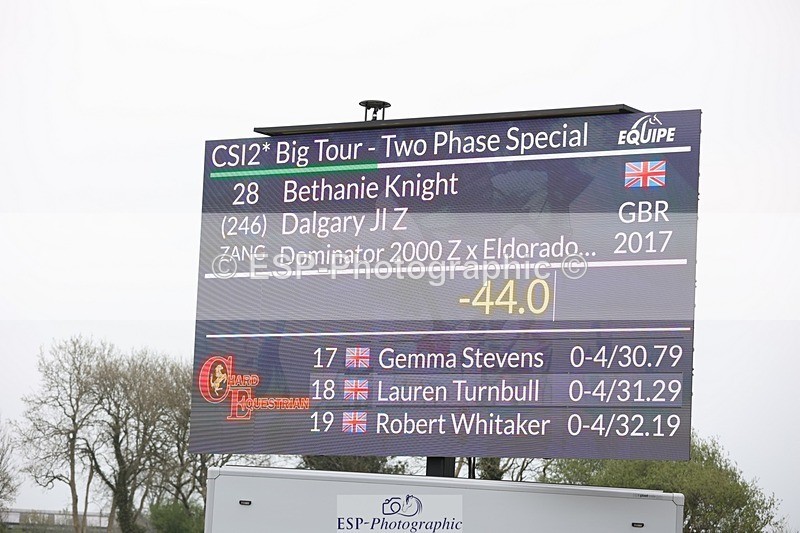 CSI2* Big Tour - Two Phase Special EQUIPE
28 Bethanie Knight
(246) Dalgary Jl Z GBR
ZANG Dominator 2000 Z x Eldorado... 2017
© ESP-Photographic ©
-44.0
CHARD EQUESTRIAN
17 Gemma Stevens 0-4/30.79
18 Lauren Turnbull 0-4/31.29
19 Robert Whitaker 0-4/32.19
ESP-Photographic